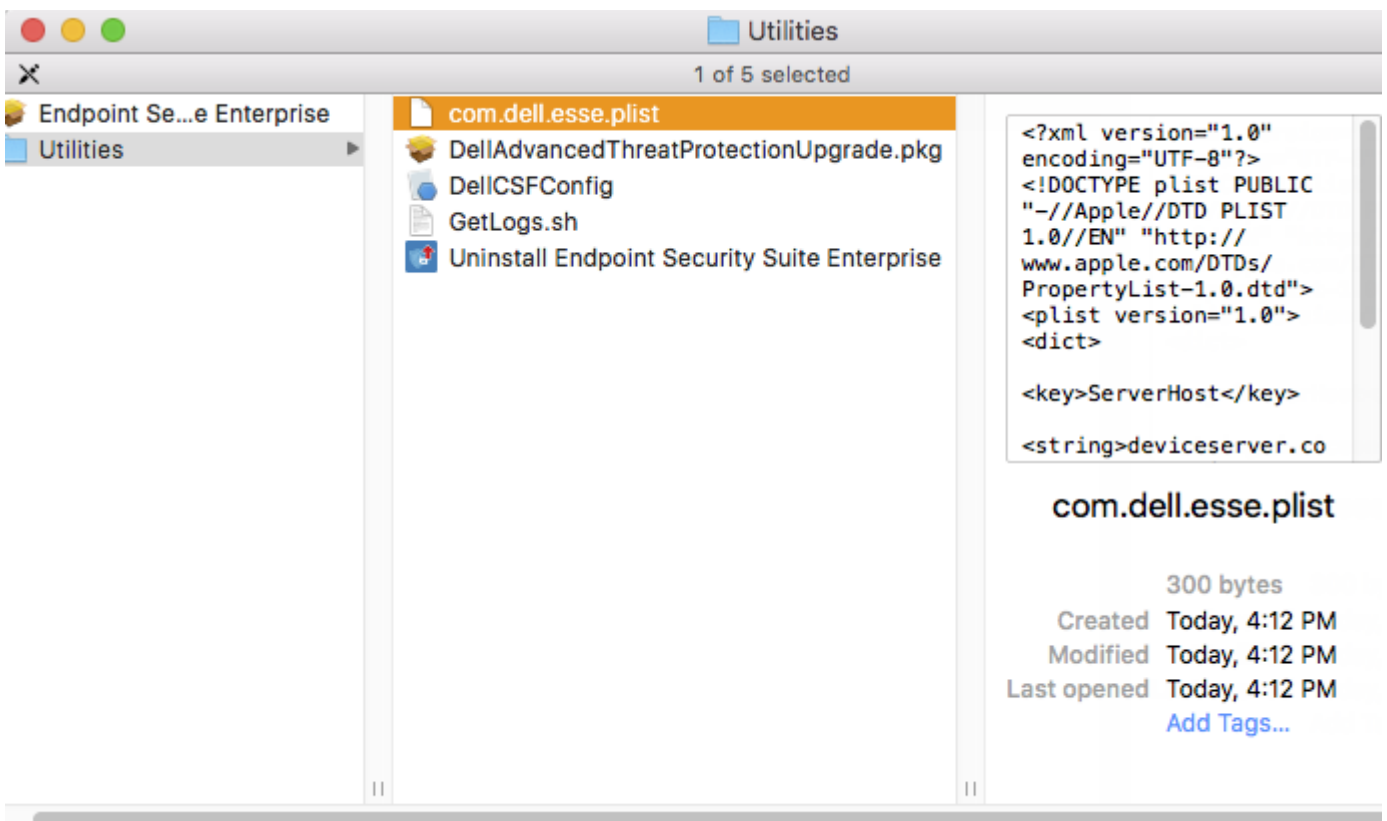 Utilities
1 of 5 selected
Endpoint Se...e Enterprise
Utilities
com.dell.esse.plist
DellAdvancedThreatProtectionUpgrade.pkg
DellCSFConfig
GetLogs.sh
Uninstall Endpoint Security Suite Enterprise
<?xml version="1.0"
encoding="UTF-8"?>
<!DOCTYPE plist PUBLIC
"-//Apple//DTD PLIST
1.0//EN" "http://
www.apple.com/DTDs/
PropertyList-1.0.dtd">
<plist version="1.0">
<dict>
<key>ServerHost</key>
<string>deviceserver.co
com.dell.esse.plist
300 bytes
Created Today, 4:12 PM
Modified Today, 4:12 PM
Last opened Today, 4:12 PM
Add Tags...